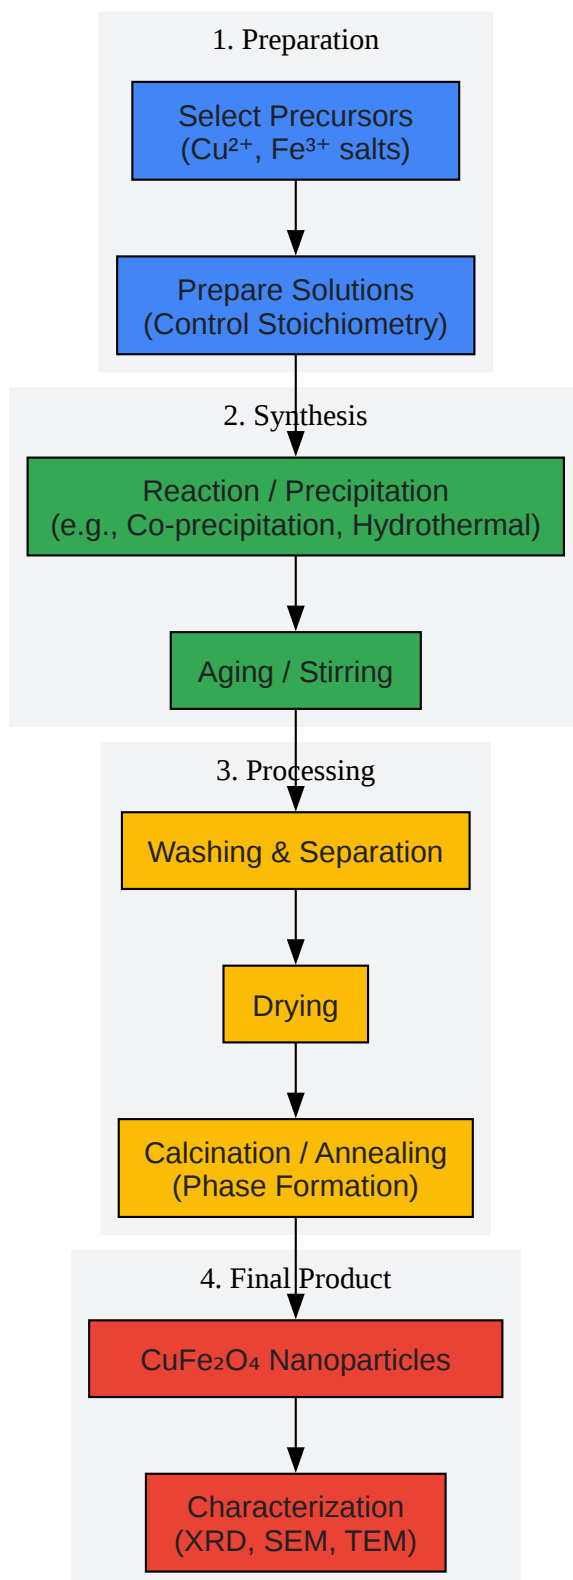 1. Preparation
Select Precursors
(Cu²⁺, Fe³⁺ salts)
Prepare Solutions
(Control Stoichiometry)
2. Synthesis
Reaction / Precipitation
(e.g., Co-precipitation, Hydrothermal)
Aging / Stirring
3. Processing
Washing & Separation
Drying
Calcination / Annealing
(Phase Formation)
4. Final Product
CuFe₂O₄ Nanoparticles
Characterization
(XRD, SEM, TEM)